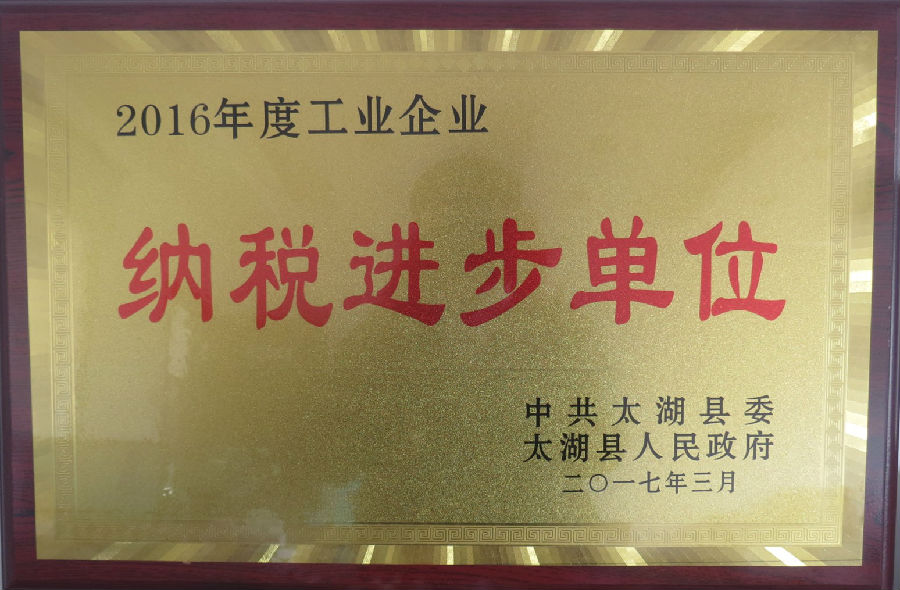 2016年度工业企业
纳税进步单位
中共太湖县委
太湖县人民政府
二〇一七年三月